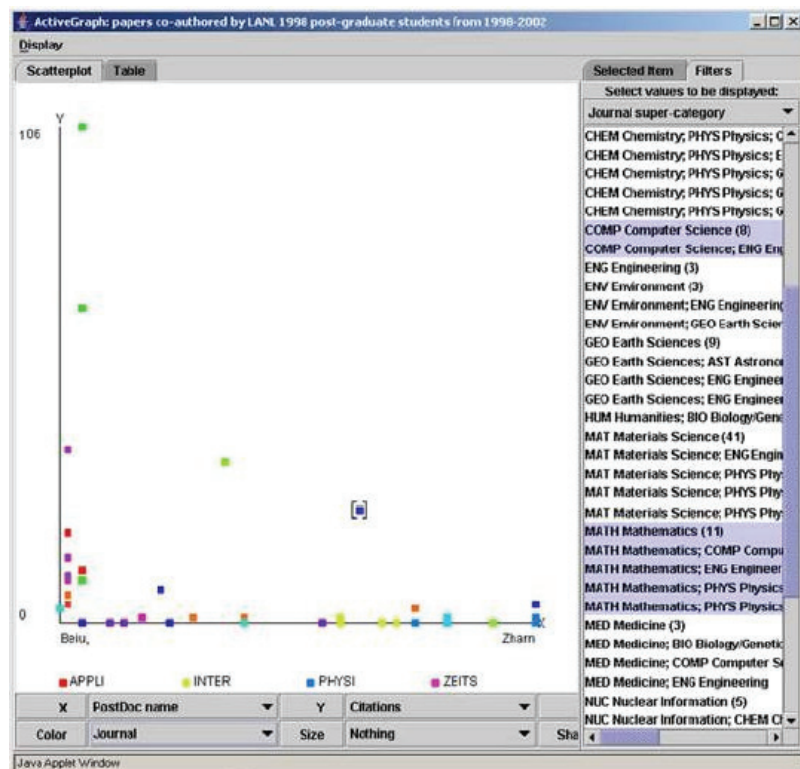 ActiveGraph: papers co-authored by LANL 1998 post-graduate students from 1998-2002
Display
Scatterplot Table
Selected Item Filters
Select values to be displayed:
Journal super-category
CHEM Chemistry; PHYS Physics; C
CHEM Chemistry; PHYS Physics; E
CHEM Chemistry; PHYS Physics; G
CHEM Chemistry; PHYS Physics; G
CHEM Chemistry; PHYS Physics; G
COMP Computer Science (8)
COMP Computer Science; ENG Eng
ENG Engineering (3)
ENV Environment (3)
ENV Environment; ENG Engineering
ENV Environment; GEO Earth Scien
GEO Earth Sciences (9)
GEO Earth Sciences; AST Astronor
GEO Earth Sciences; ENG Engineer
GEO Earth Sciences; ENG Engineer
HUM Humanities; BIO Biology/Gene
MAT Materials Science (41)
MAT Materials Science; ENG Engin
MAT Materials Science; PHYS Phy
MAT Materials Science; PHYS Phy
MAT Materials Science; PHYS Phy
MATH Mathematics (11)
MATH Mathematics; COMP Compu
MATH Mathematics; ENG Engineer
MATH Mathematics; PHYS Physics
MATH Mathematics; PHYS Physics
MED Medicine (3)
MED Medicine; BIO Biology/Genetic
MED Medicine; COMP Computer S
MED Medicine; ENG Engineering
NUC Nuclear Information (5)
NUC Nuclear Information; CHEM C
Y
106
0
X
Beiu, Zharn
APPLI INTER PHYSI ZEITS
X PostDoc name Y Citations
Color Journal Size Nothing Sha
Java Applet Window